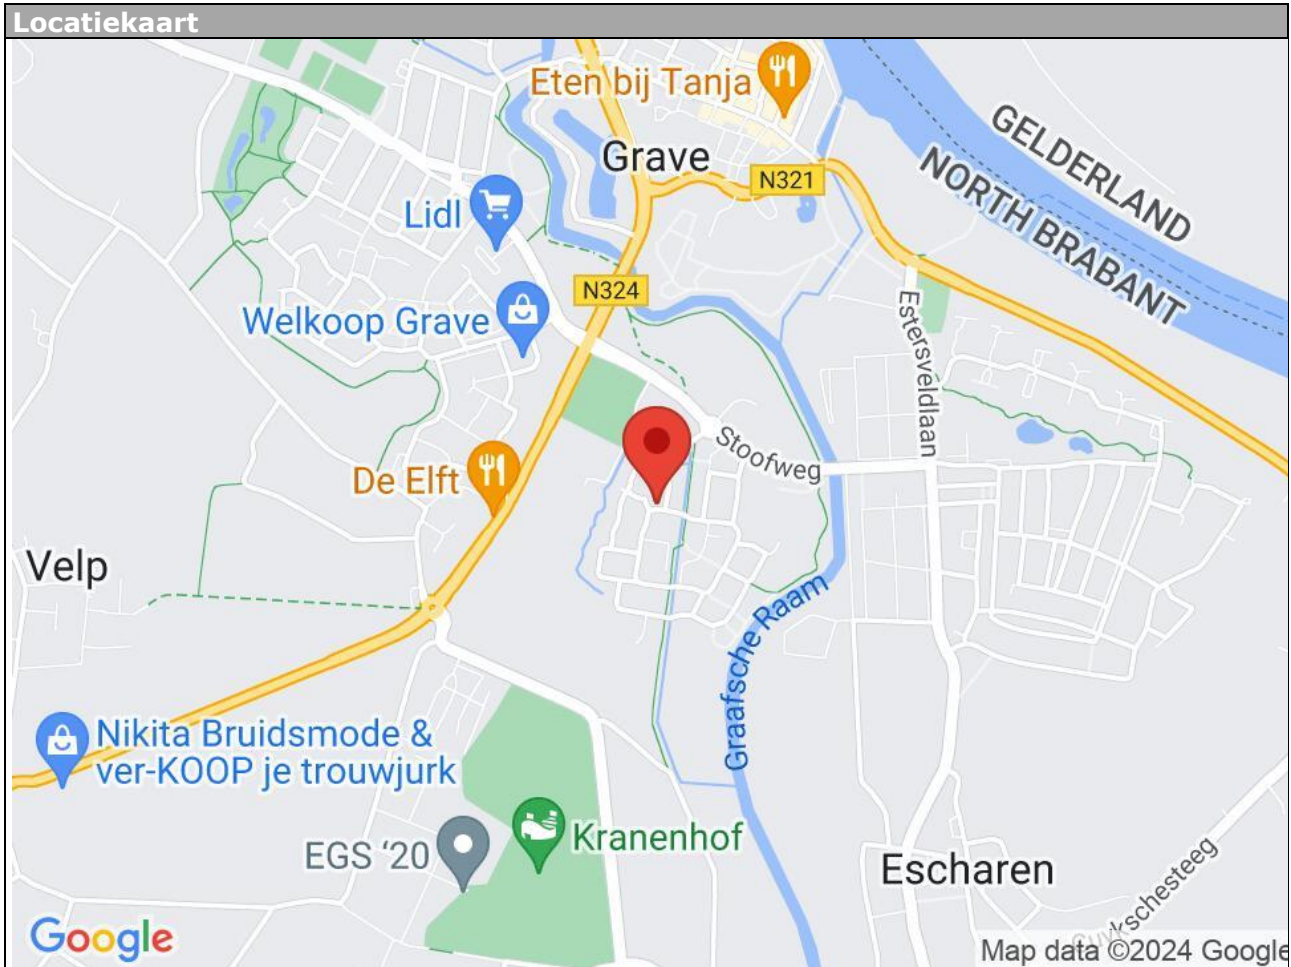 Locatiekaart
Eten bij Tanja
Grave
N321
GELDERLAND
NORTH BRABANT
Lidl
N324
Welkoop Grave
Estersveldlaan
Stoofweg
De Elft
Velp
Graafsche Raam
Nikita Bruidsmode &
ver-KOOP je trouwjurk
EGS ‘20
Kranenhof
Escharen
Cuykschesteeg
Google
Map data ©2024 Google